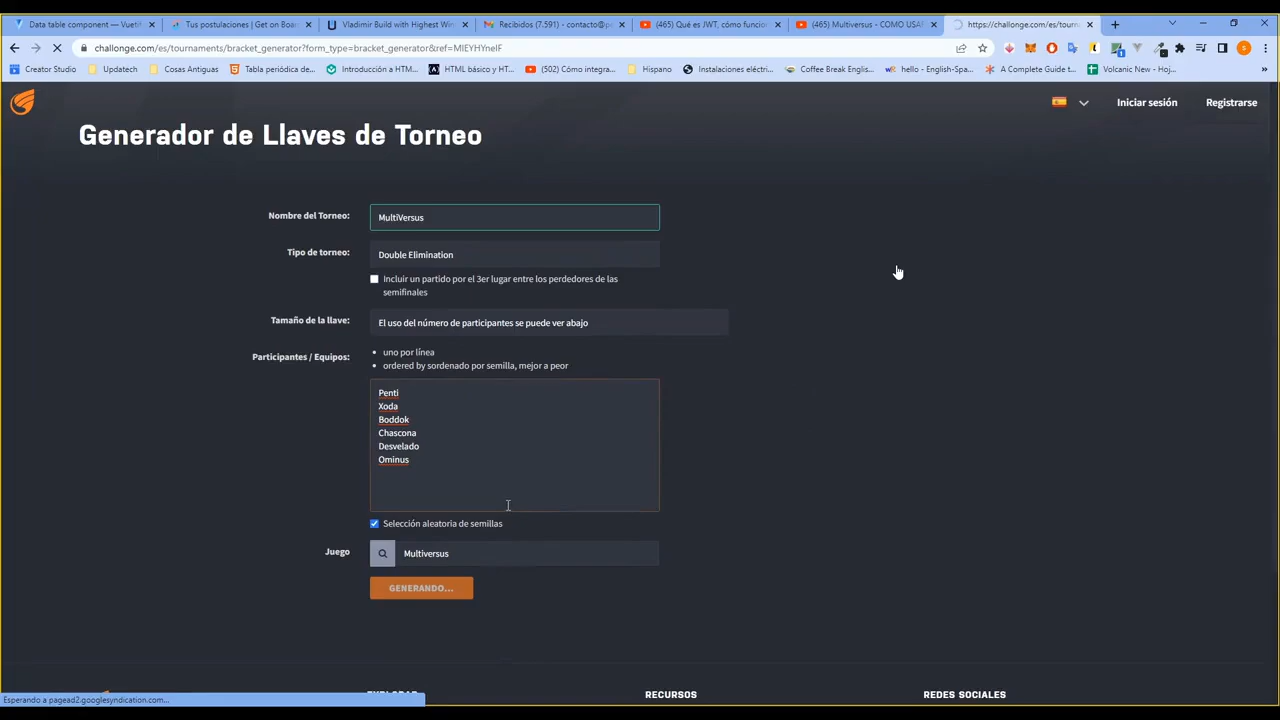 Data table component — Vuetif
Tus postulaciones | Get on Boar
Vladimir Build with Highest Win
Recibidos (7.591) - contacto@p
(465) Qué es JWT, cómo funcio
(465) Multiversus - COMO USA
https://challonge.com/es/tourn
challonge.com/es/tournaments/bracket_generator?form_type=bracket_generator&ref=MIEYHYneIF
Creator Studio
Updatech
Cosas Antiguas
Tabla periódica de...
Introducción a HTM...
HTML básico y HT...
(502) Cómo integra...
Hispano
Instalaciones eléctri...
Coffee Break Englis...
hello - English-Spa...
A Complete Guide t...
Volcanic New - Hoj...
Iniciar sesión
Registrarse
Generador de Llaves de Torneo
Nombre del Torneo:
MultiVersus
Tipo de torneo:
Double Elimination
Incluir un partido por el 3er lugar entre los perdedores de las
semifinales
Tamaño de la llave:
El uso del número de participantes se puede ver abajo
Participantes / Equipos:
uno por línea
ordered by sordenado por semilla, mejor a peor
Penti
Xoda
Boddok
Chascona
Desvelado
Ominus
Selección aleatoria de semillas
Juego
Multiversus
GENERANDO...
Esperando a pagead2.googlesyndication.com...
EXPLORAR
RECURSOS
REDES SOCIALES